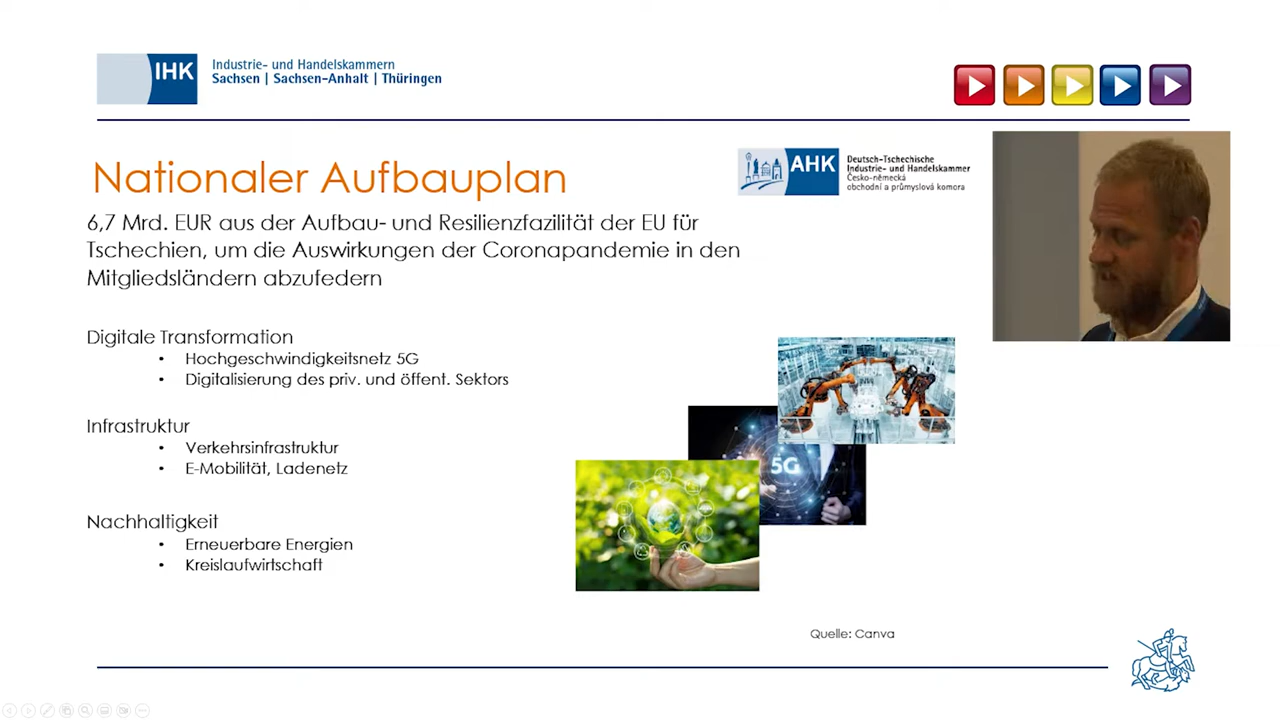 IHK
Industrie- und Handelskammern
Sachsen | Sachsen-Anhalt | Thüringen
Nationaler Aufbauplan
AHK
Deutsch-Tschechische
Industrie- und Handelskammer
Česko-německá
obchodní a průmyslová komora
6,7 Mrd. EUR aus der Aufbau- und Resilienzfazilität der EU für
Tschechien, um die Auswirkungen der Coronapandemie in den
Mitgliedsländern abzufedern
Digitale Transformation
• Hochgeschwindigkeitsnetz 5G
• Digitalisierung des priv. und öffent. Sektors
Infrastruktur
• Verkehrsinfrastruktur
• E-Mobilität, Ladenetz
5G
Nachhaltigkeit
• Erneuerbare Energien
• Kreislaufwirtschaft
Quelle: Canva